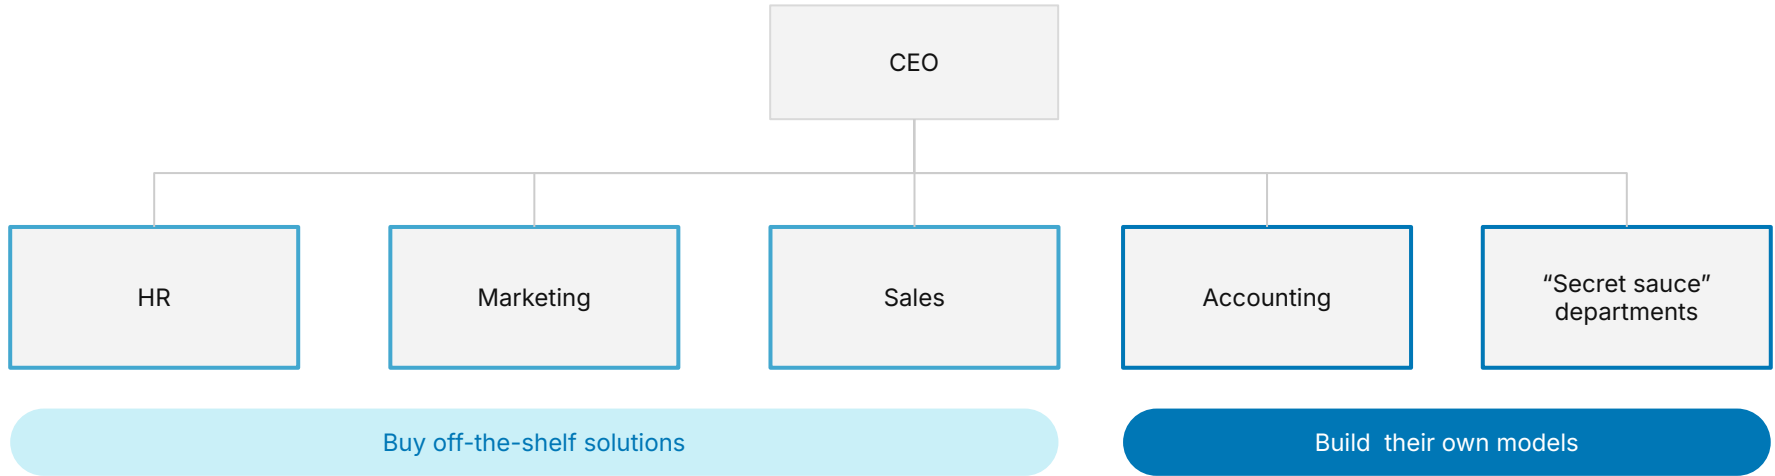 CEO
HR
Marketing
Sales
Accounting
“Secret sauce”
departments
Buy off-the-shelf solutions
Build  their own models